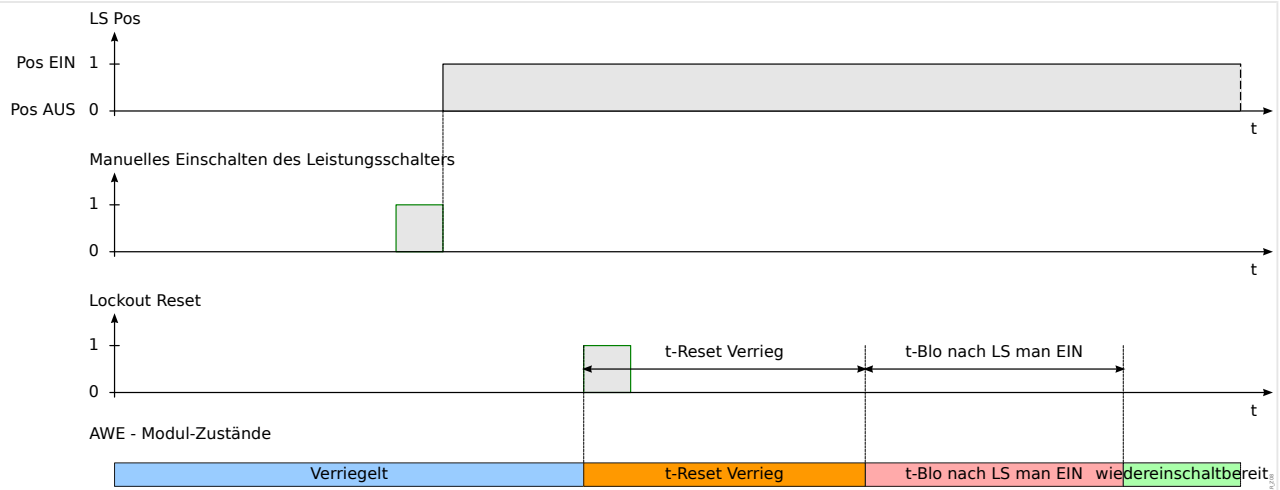 LS Pos
Pos EIN 1
Pos AUS 0
t
Manuelles Einschalten des Leistungsschalters
1
0
t
Lockout Reset
1
t-Reset Verrieg
t-Blo nach LS man EIN
0
t
AWE - Modul-Zustände
Verriegelt
t-Reset Verrieg
t-Blo nach LS man EIN
wiedereinschaltbereit